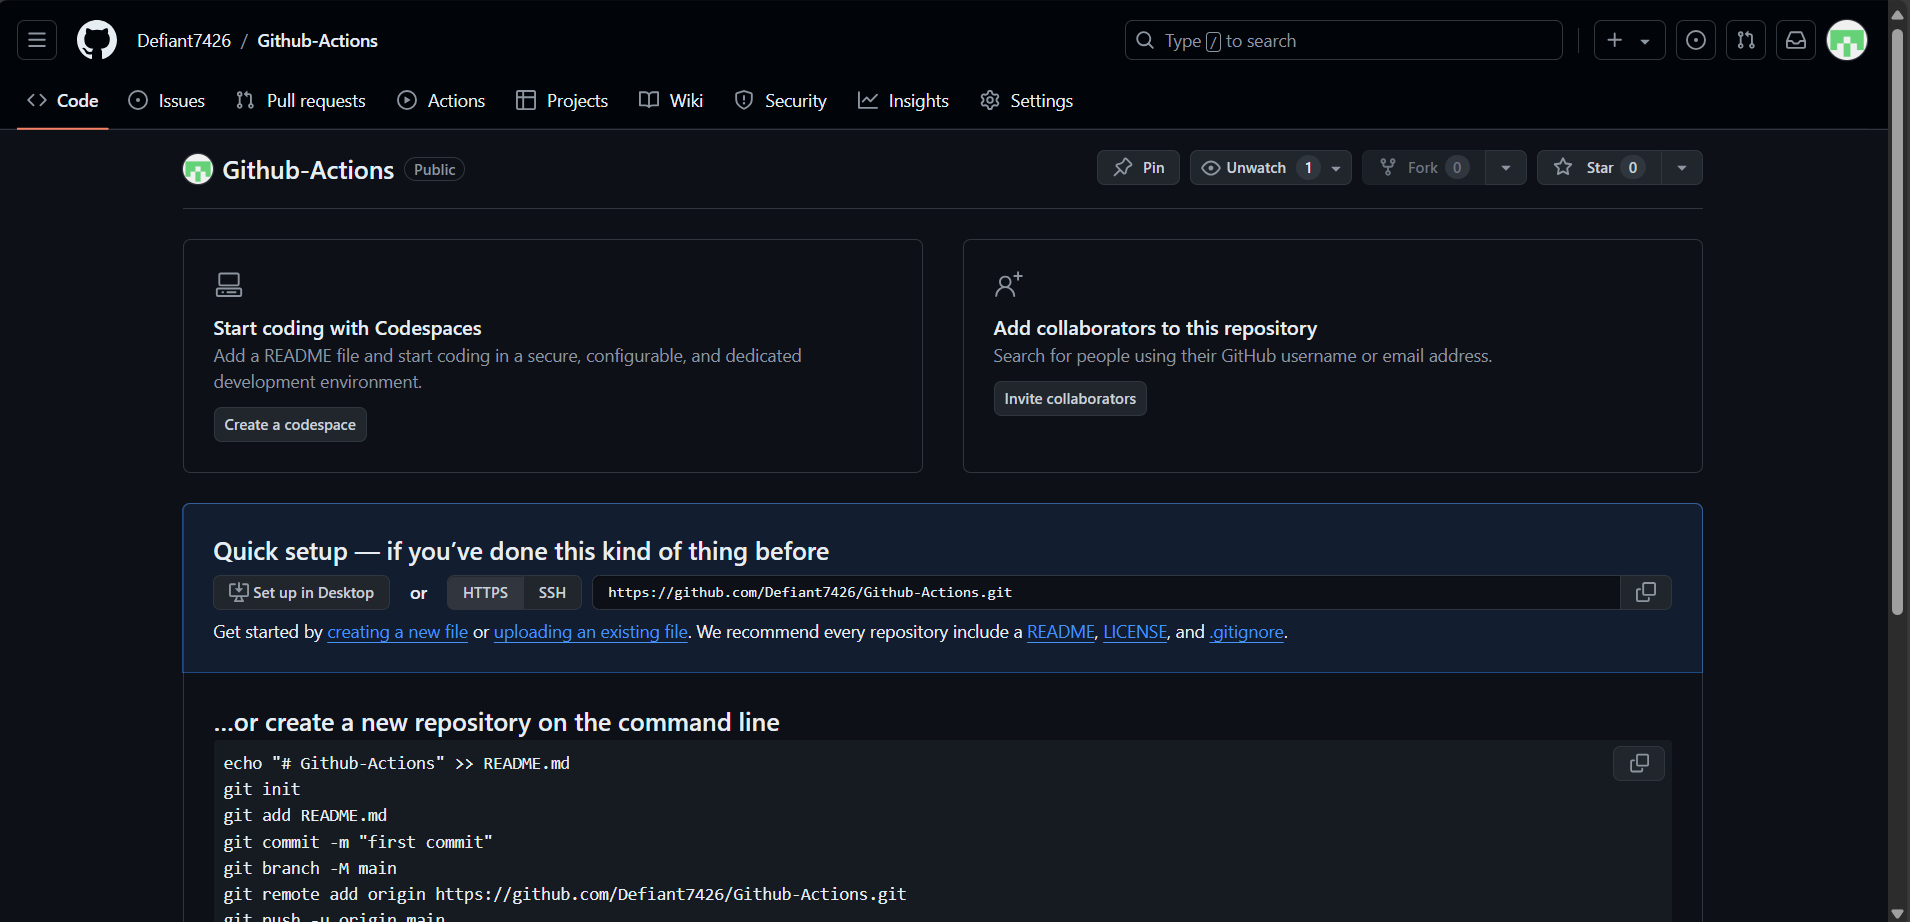 Defiant7426 / Github-Actions
Type / to search
Code Issues Pull requests Actions Projects Wiki Security Insights Settings
Github-Actions Public
Pin Unwatch 1 Fork 0 Star 0
Start coding with Codespaces
Add a README file and start coding in a secure, configurable, and dedicated
development environment.
Create a codespace
Add collaborators to this repository
Search for people using their GitHub username or email address.
Invite collaborators
Quick setup — if you’ve done this kind of thing before
Set up in Desktop or HTTPS SSH https://github.com/Defiant7426/Github-Actions.git
Get started by creating a new file or uploading an existing file. We recommend every repository include a README, LICENSE, and .gitignore.
…or create a new repository on the command line
echo "# Github-Actions" >> README.md
git init
git add README.md
git commit -m "first commit"
git branch -M main
git remote add origin https://github.com/Defiant7426/Github-Actions.git
git push -u origin main